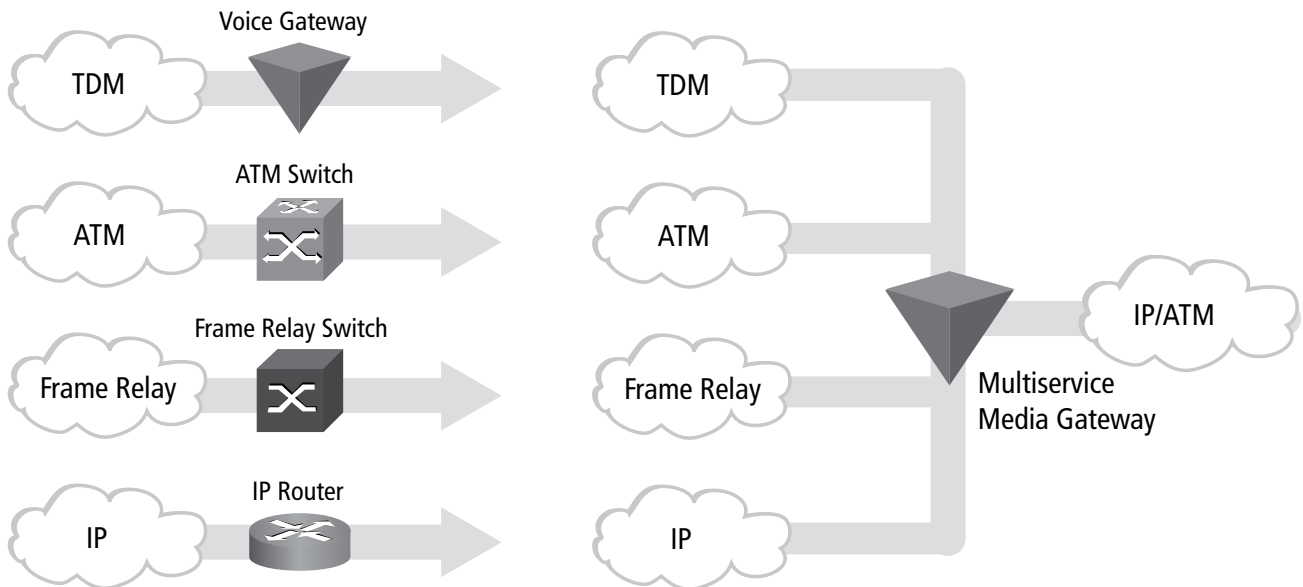 Voice Gateway
TDM
ATM Switch
ATM
Frame Relay Switch
Frame Relay
IP Router
IP
TDM
ATM
Frame Relay
IP
Multiservice
Media Gateway
IP/ATM